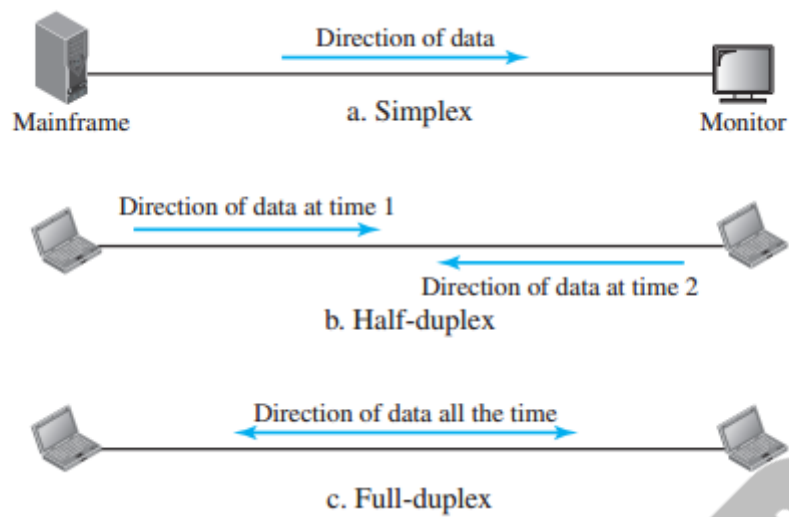 Direction of data
Mainframe
Monitor
a. Simplex
Direction of data at time 1
Direction of data at time 2
b. Half-duplex
Direction of data all the time
c. Full-duplex